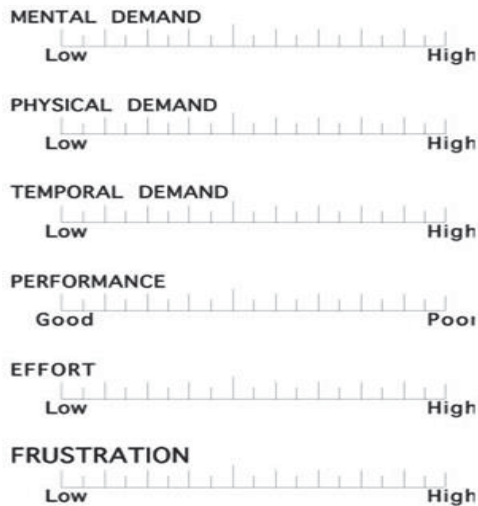 MENTAL DEMAND
Low High
PHYSICAL DEMAND
Low High
TEMPORAL DEMAND
Low High
PERFORMANCE
Good Poor
EFFORT
Low High
FRUSTRATION
Low High